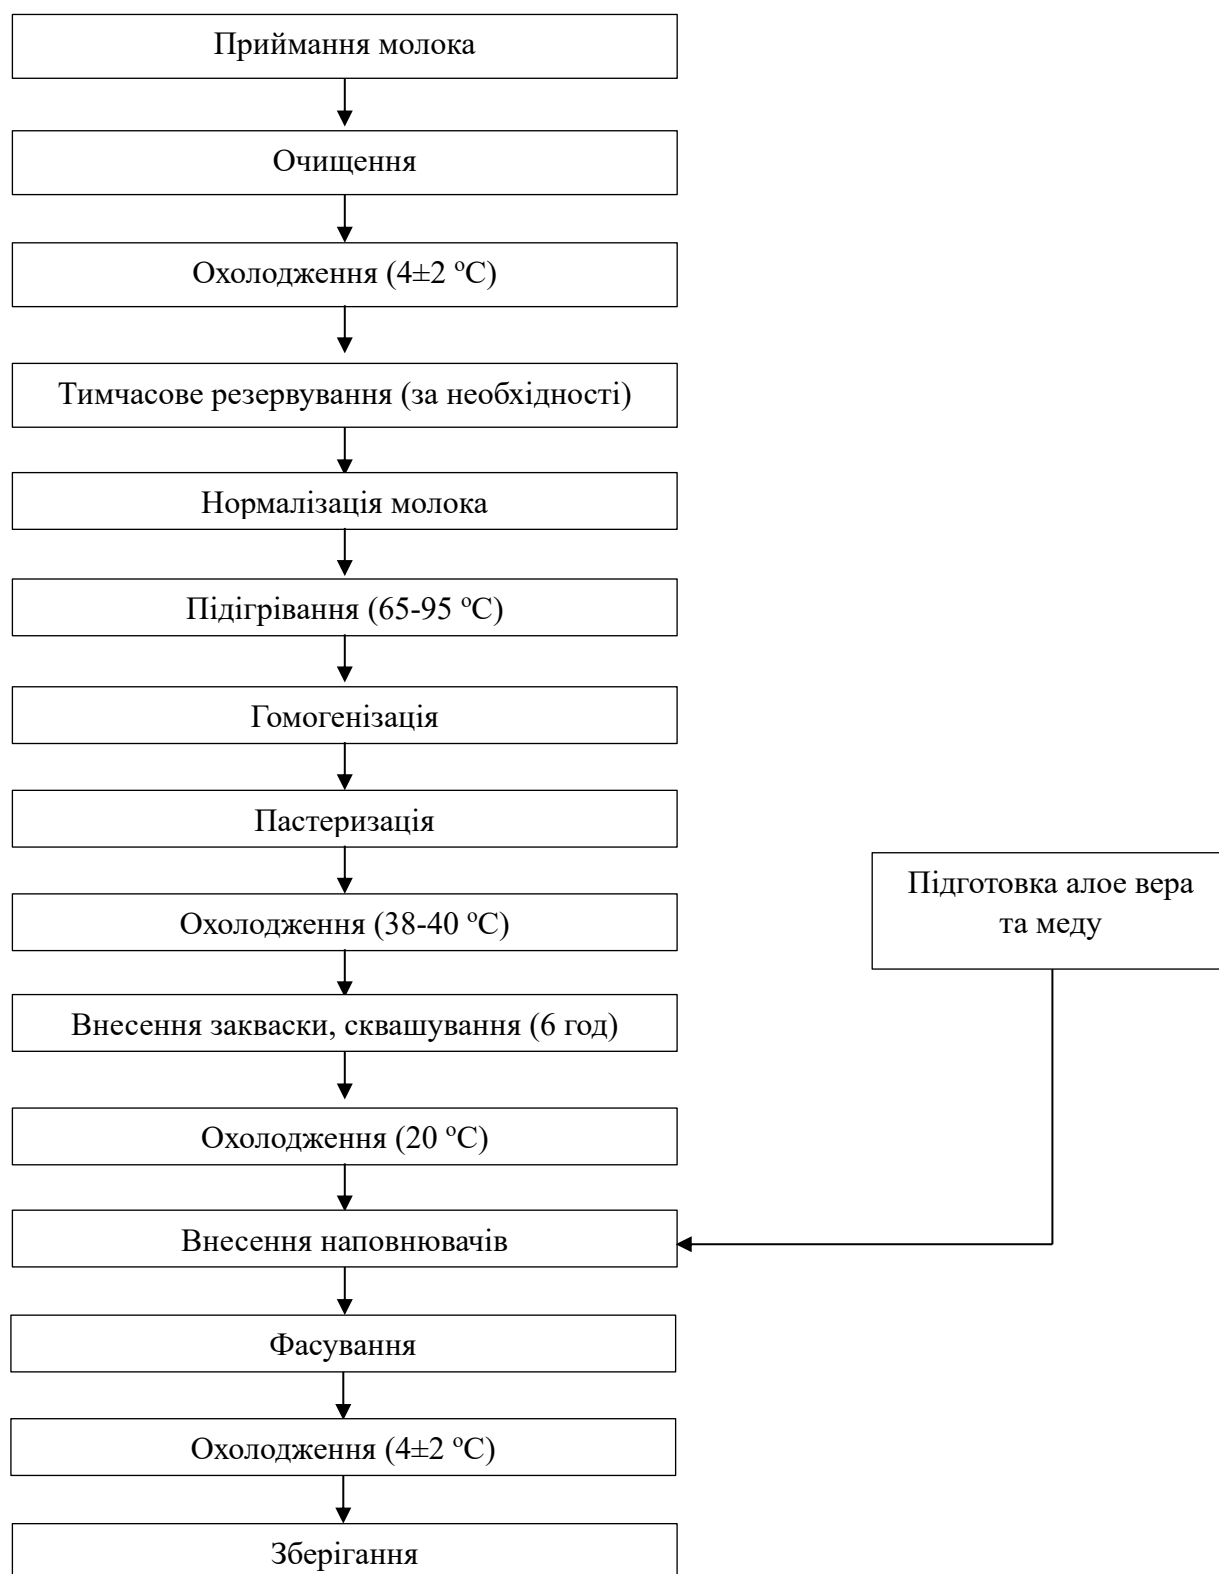 Приймання молока
Очищення
Охолодження (4±2 ºС)
Тимчасове резервування (за необхідності)
Нормалізація молока
Підігрівання (65-95 ºС)
Гомогенізація
Пастеризація
Підготовка алое вера
та меду
Охолодження (38-40 ºС)
Внесення закваски, сквашування (6 год)
Охолодження (20 ºС)
Внесення наповнювачів
Фасування
Охолодження (4±2 ºС)
Зберігання